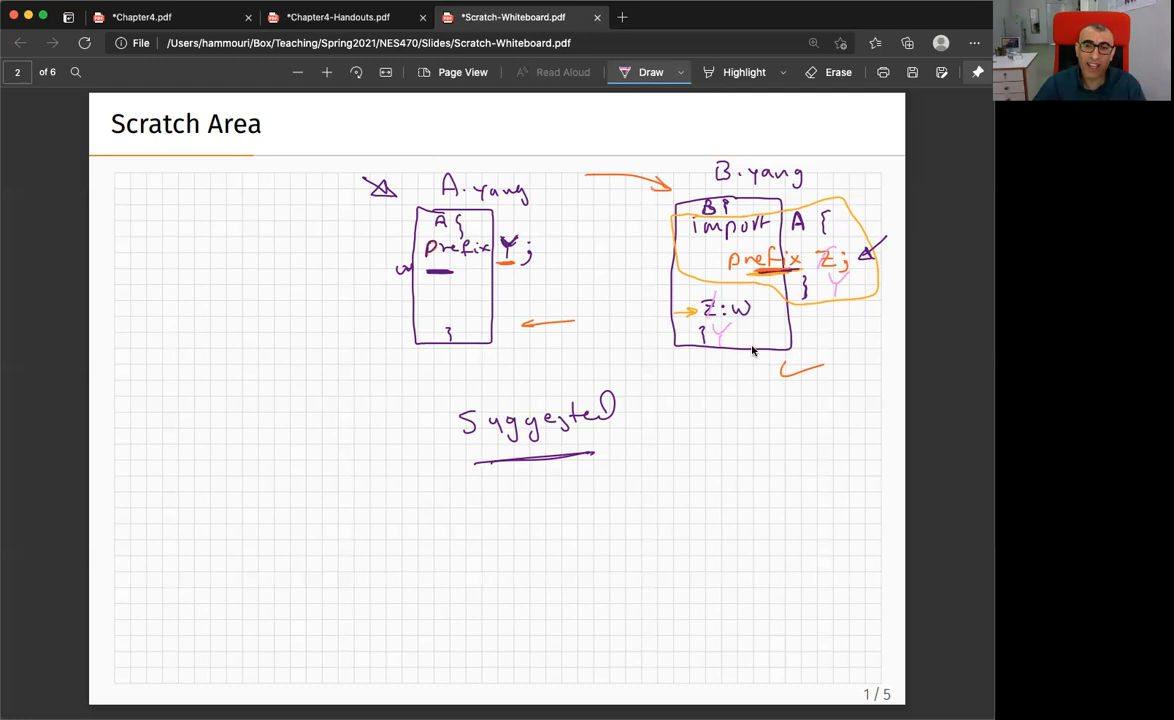 *Chapter4.pdf
*Chapter4-Handouts.pdf
*Scratch-Whiteboard.pdf
File
/Users/hammouri/Box/Teaching/Spring2021/NES470/Slides/Scratch-Whiteboard.pdf
2 of 6
Page View
Read Aloud
Draw
Highlight
Erase
Scratch Area
A.yang
A {
prefix Y;
w
}
B.yang
B {
import A {
prefix Z;
Y
}
Z:W
} Y
Suggested
1 / 5